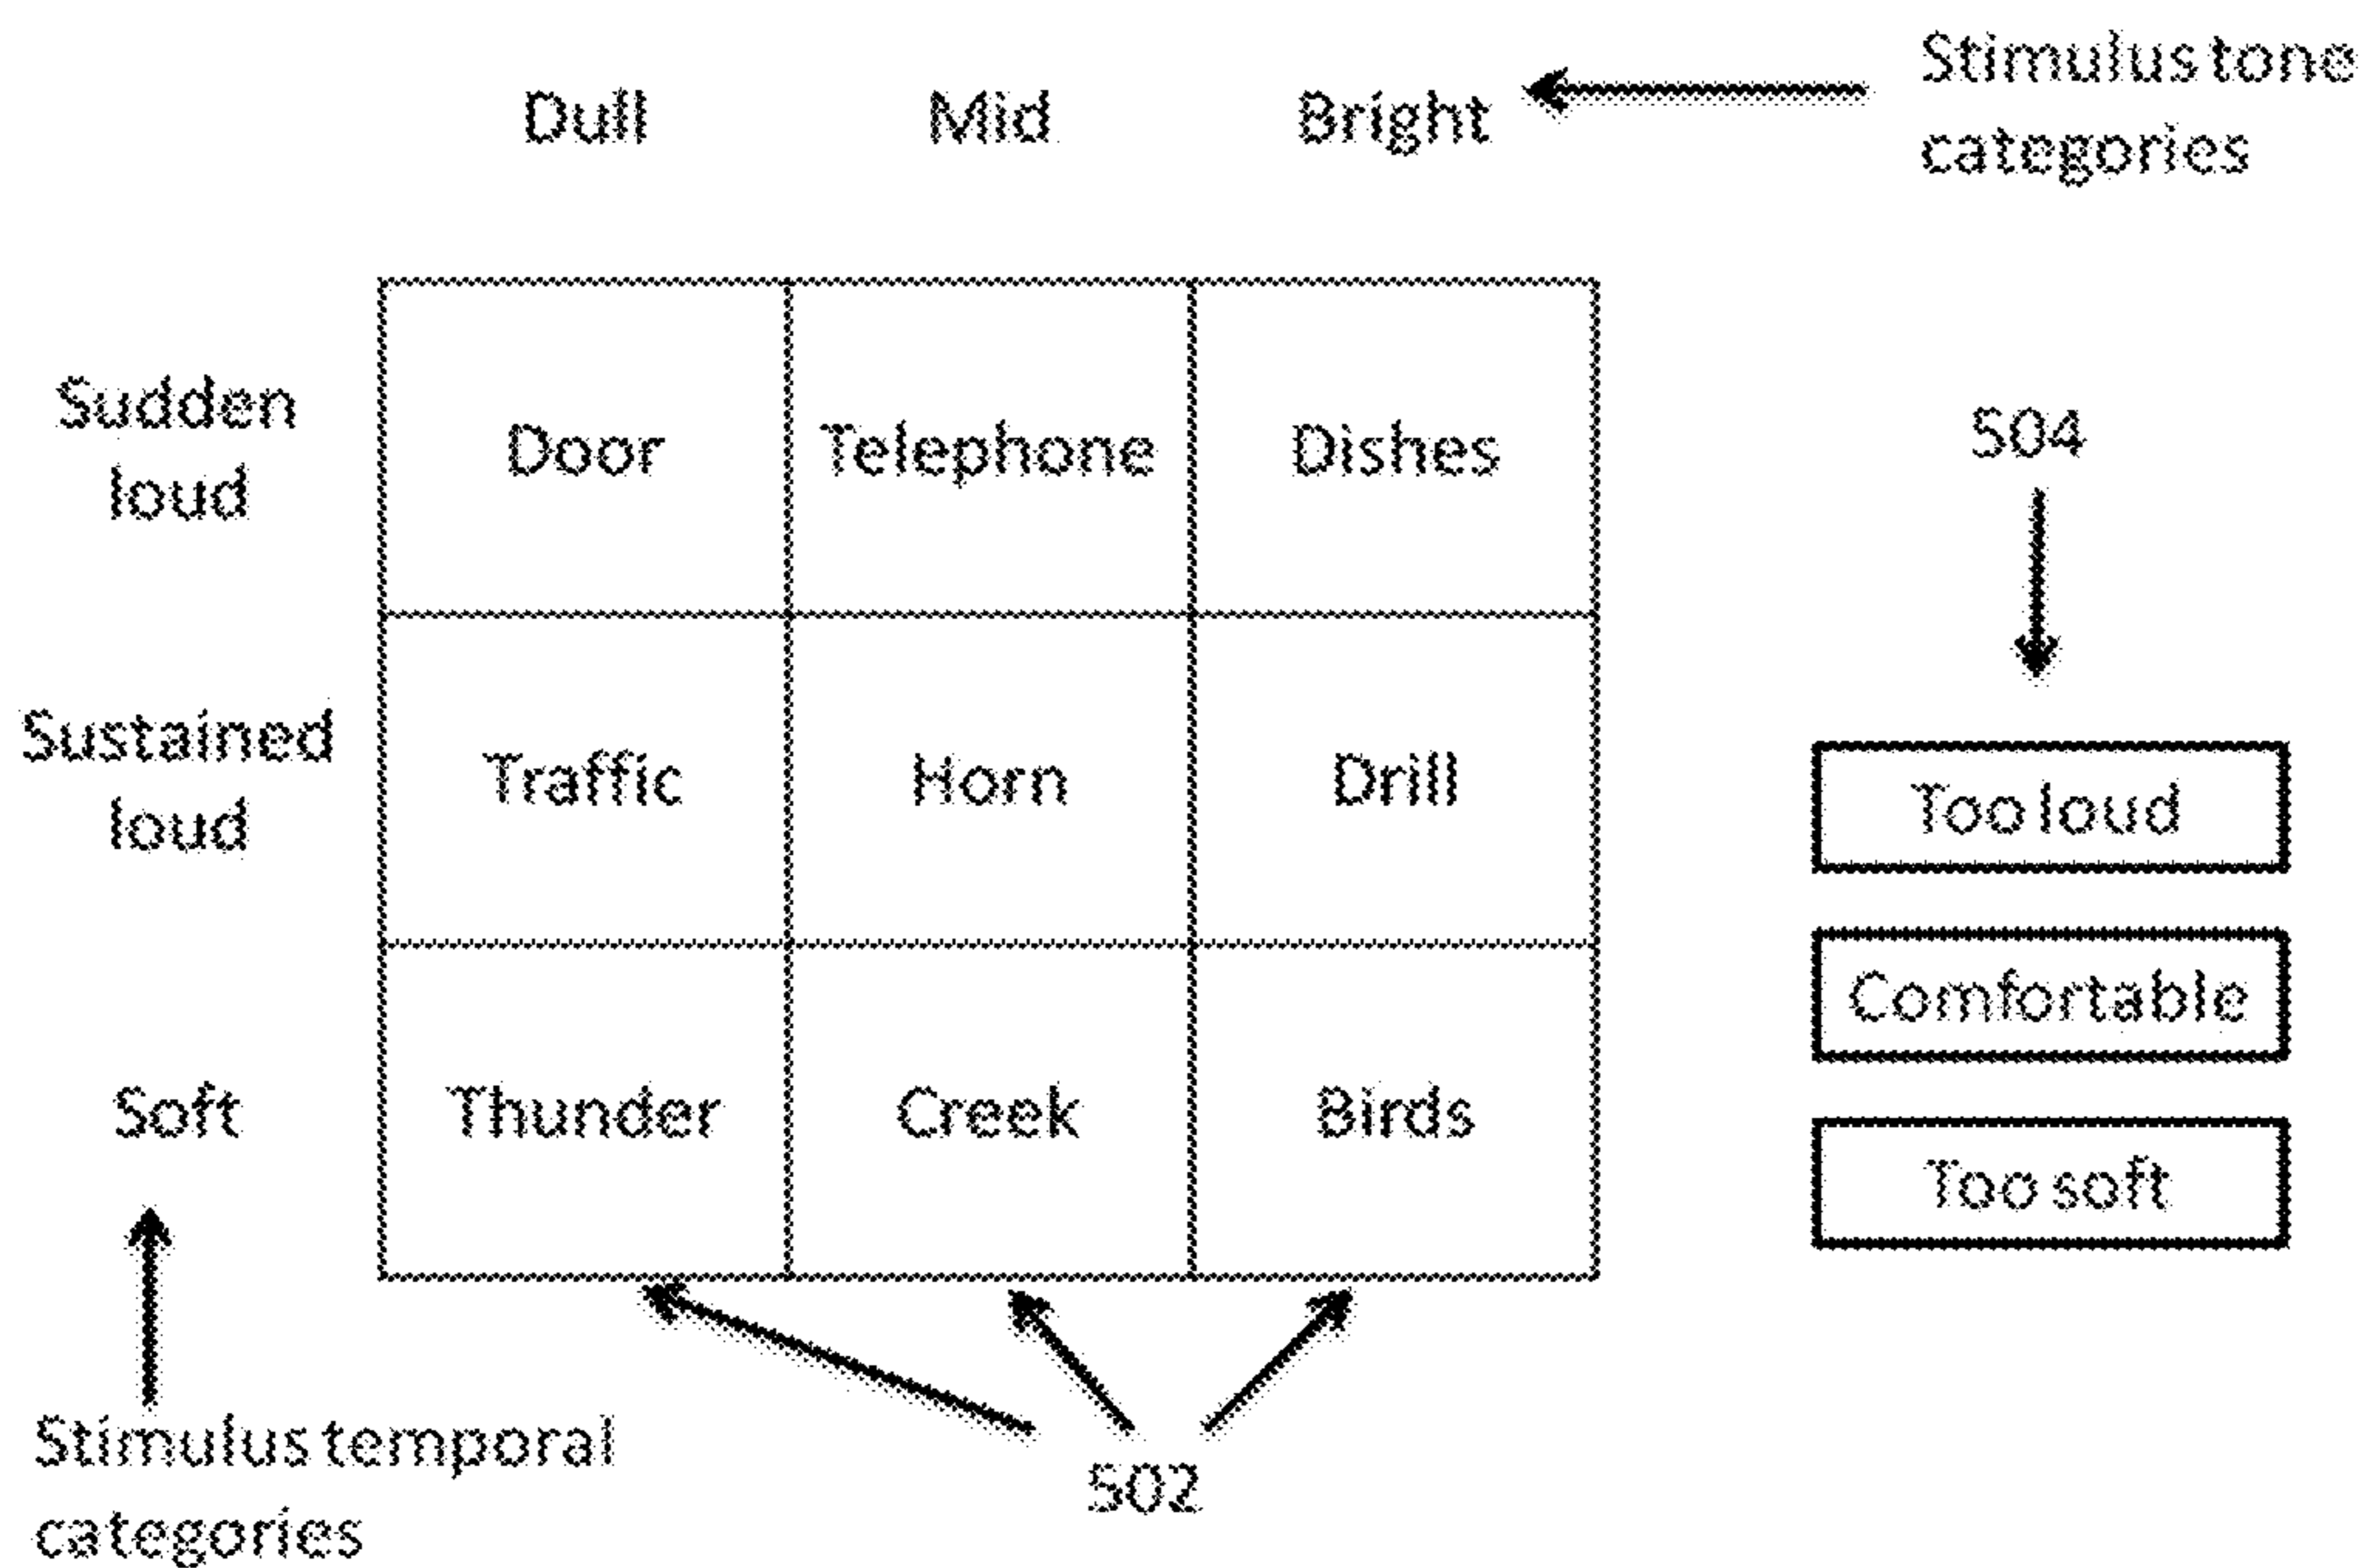 Dull Mid Bright Stimulus tone
categories
Sudden
loud
Door Telephone Dishes
504
Sustained
loud
Traffic Horn Drill
Too loud
Comfortable
Soft
Thunder Creek Birds
Too soft
Stimulus temporal
categories
502